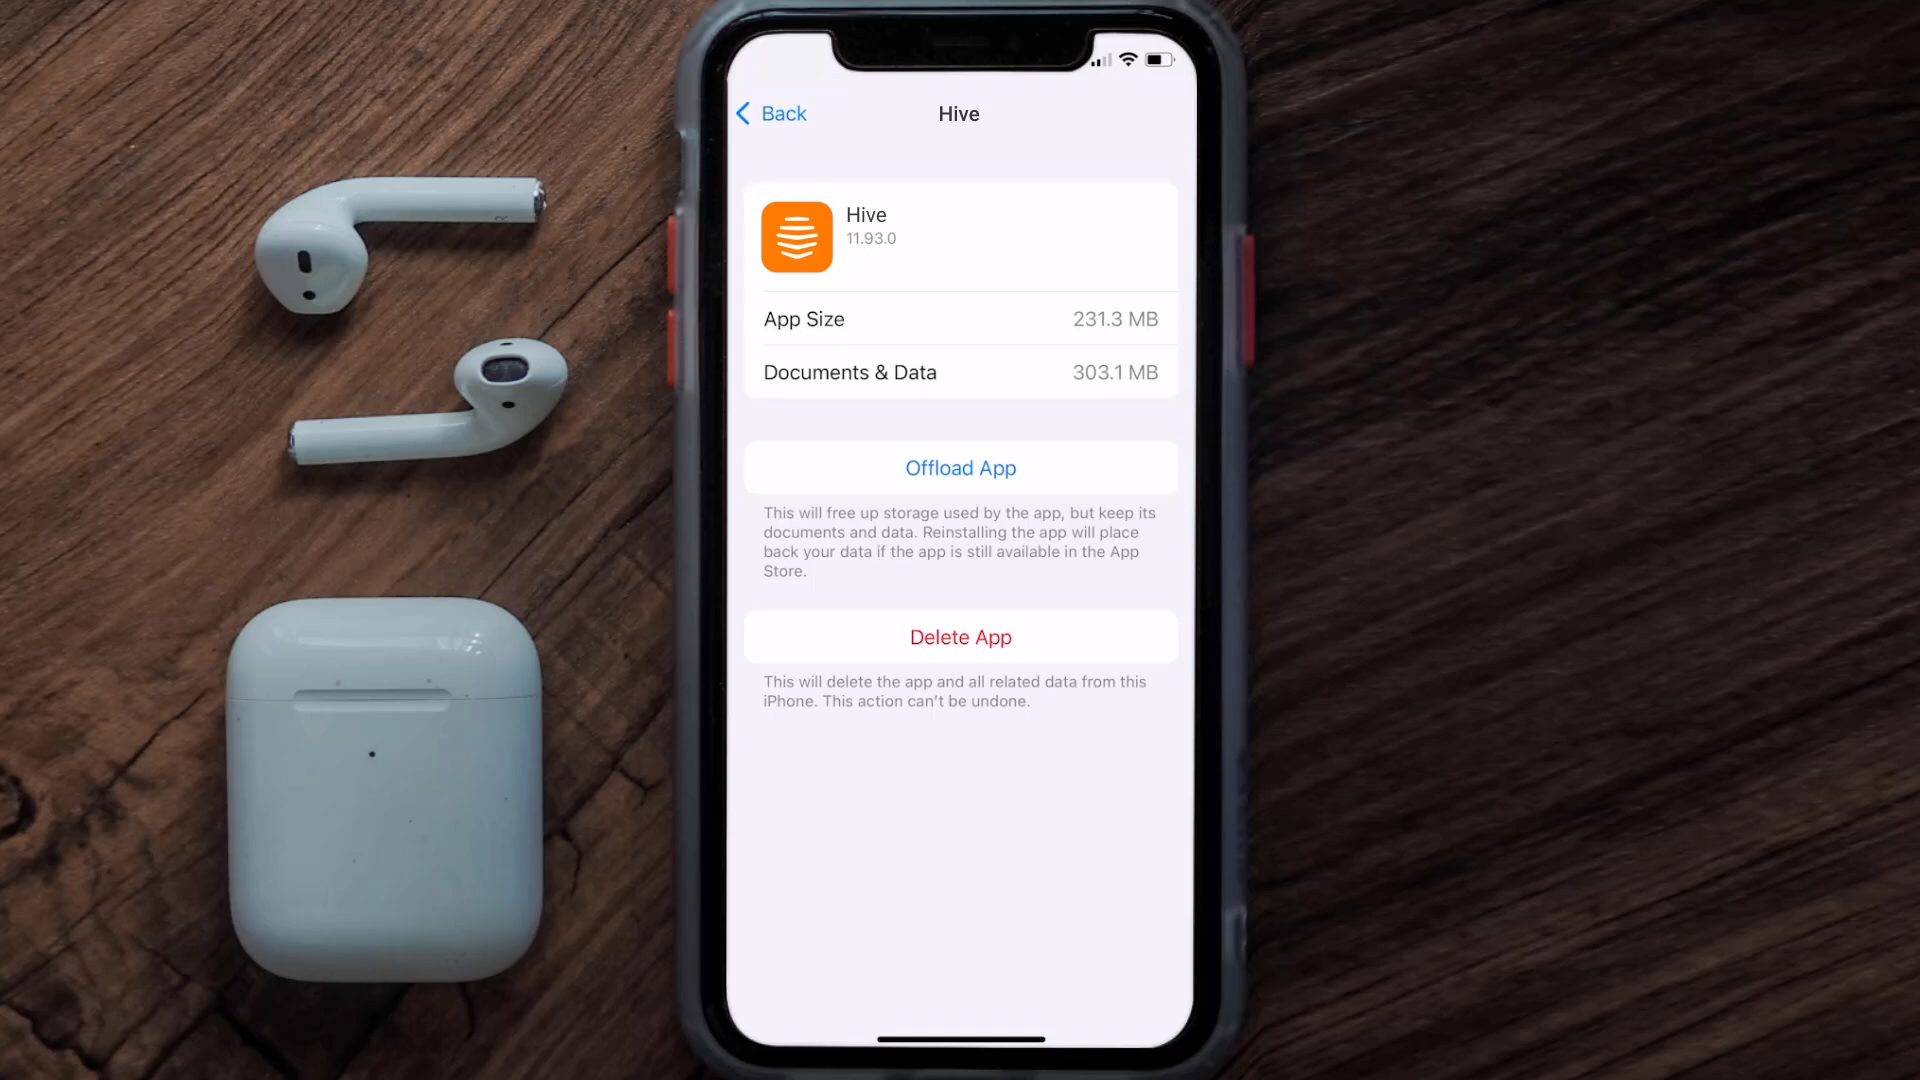 Back
Hive
Hive
11.93.0
App Size
231.3 MB
Documents & Data
303.1 MB
Offload App
This will free up storage used by the app, but keep its
documents and data. Reinstalling the app will place
back your data if the app is still available in the App
Store.
Delete App
This will delete the app and all related data from this
iPhone. This action can't be undone.